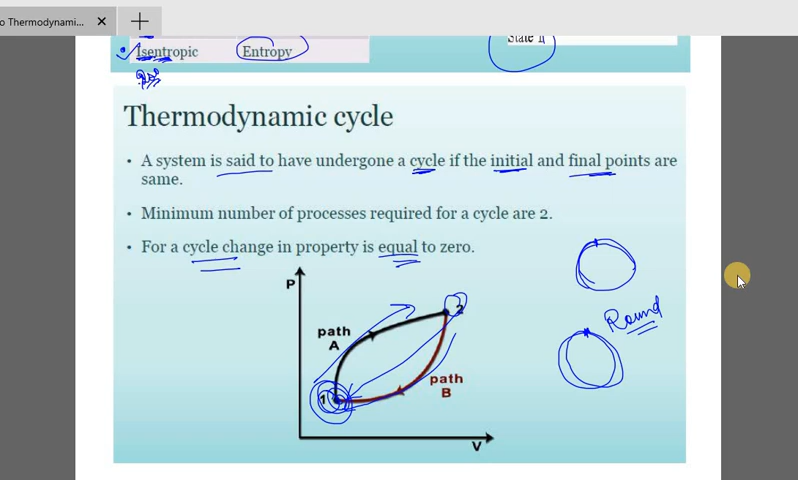 o Thermodynami...
Isentropic
Entropy
State II
Thermodynamic cycle
• A system is said to have undergone a cycle if the initial and final points are
same.
• Minimum number of processes required for a cycle are 2.
• For a cycle change in property is equal to zero.
P
2
path
A
Round
1
path
B
V